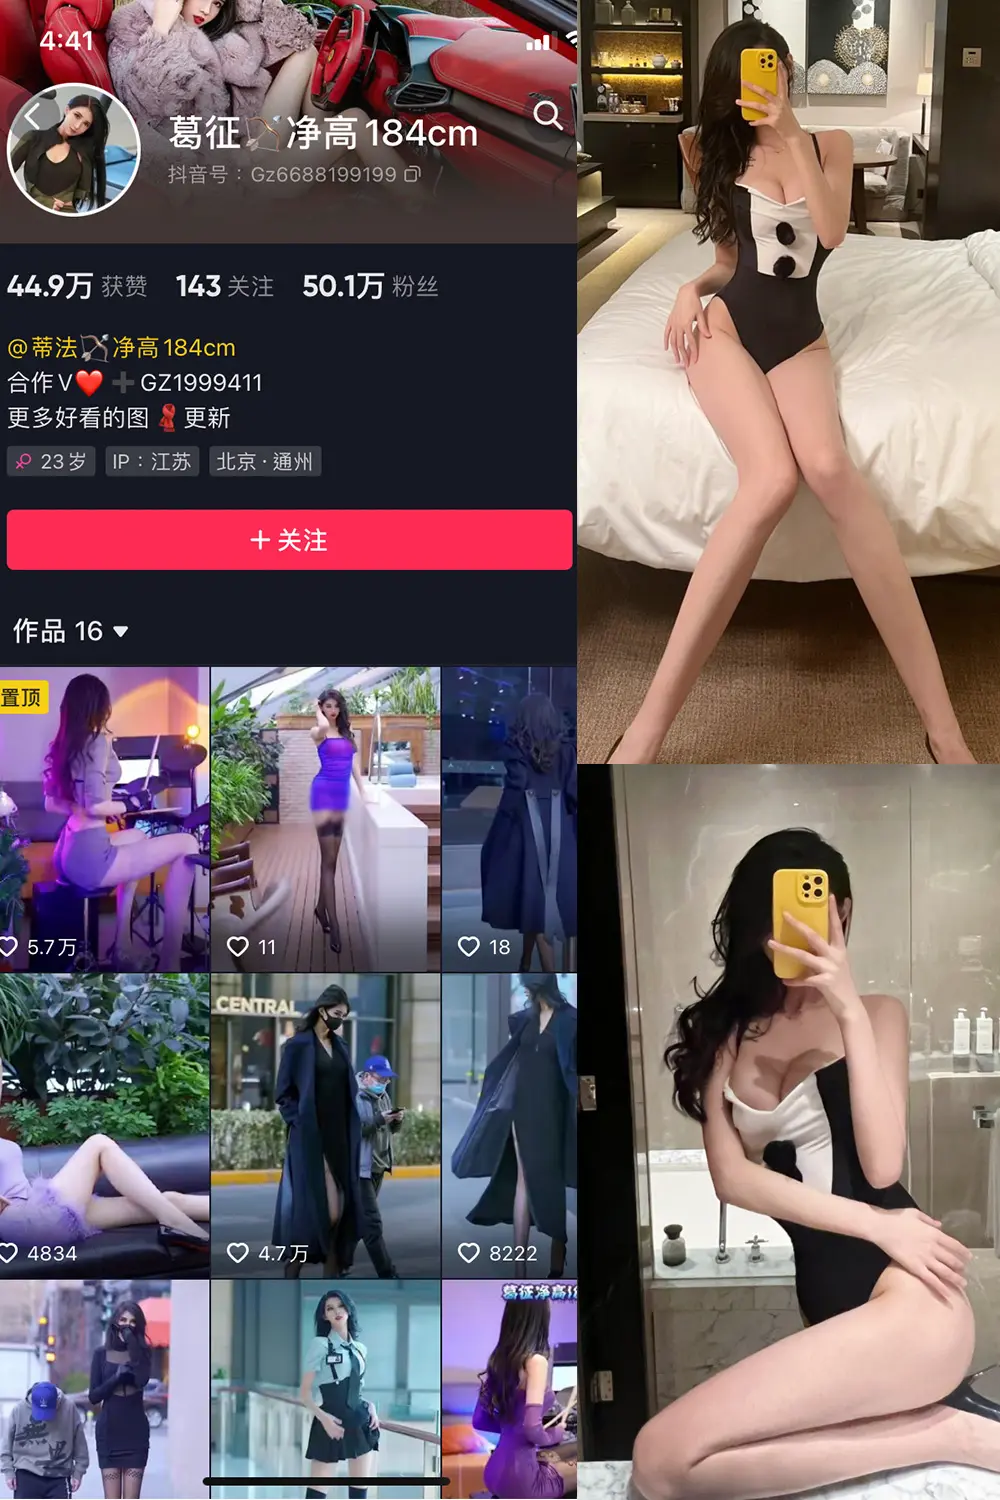 4:41
葛征🏹净高184cm
抖音号：Gz6688199199
44.9万 获赞 143 关注 50.1万 粉丝
@蒂法🏹净高184cm
合作V❤️➕GZ1999411
更多好看的图🧣更新
23岁 IP：江苏 北京·通州
+关注
作品 16
置顶
5.7万 11 18
CENTRAL
4834 4.7万 8222
葛征净高